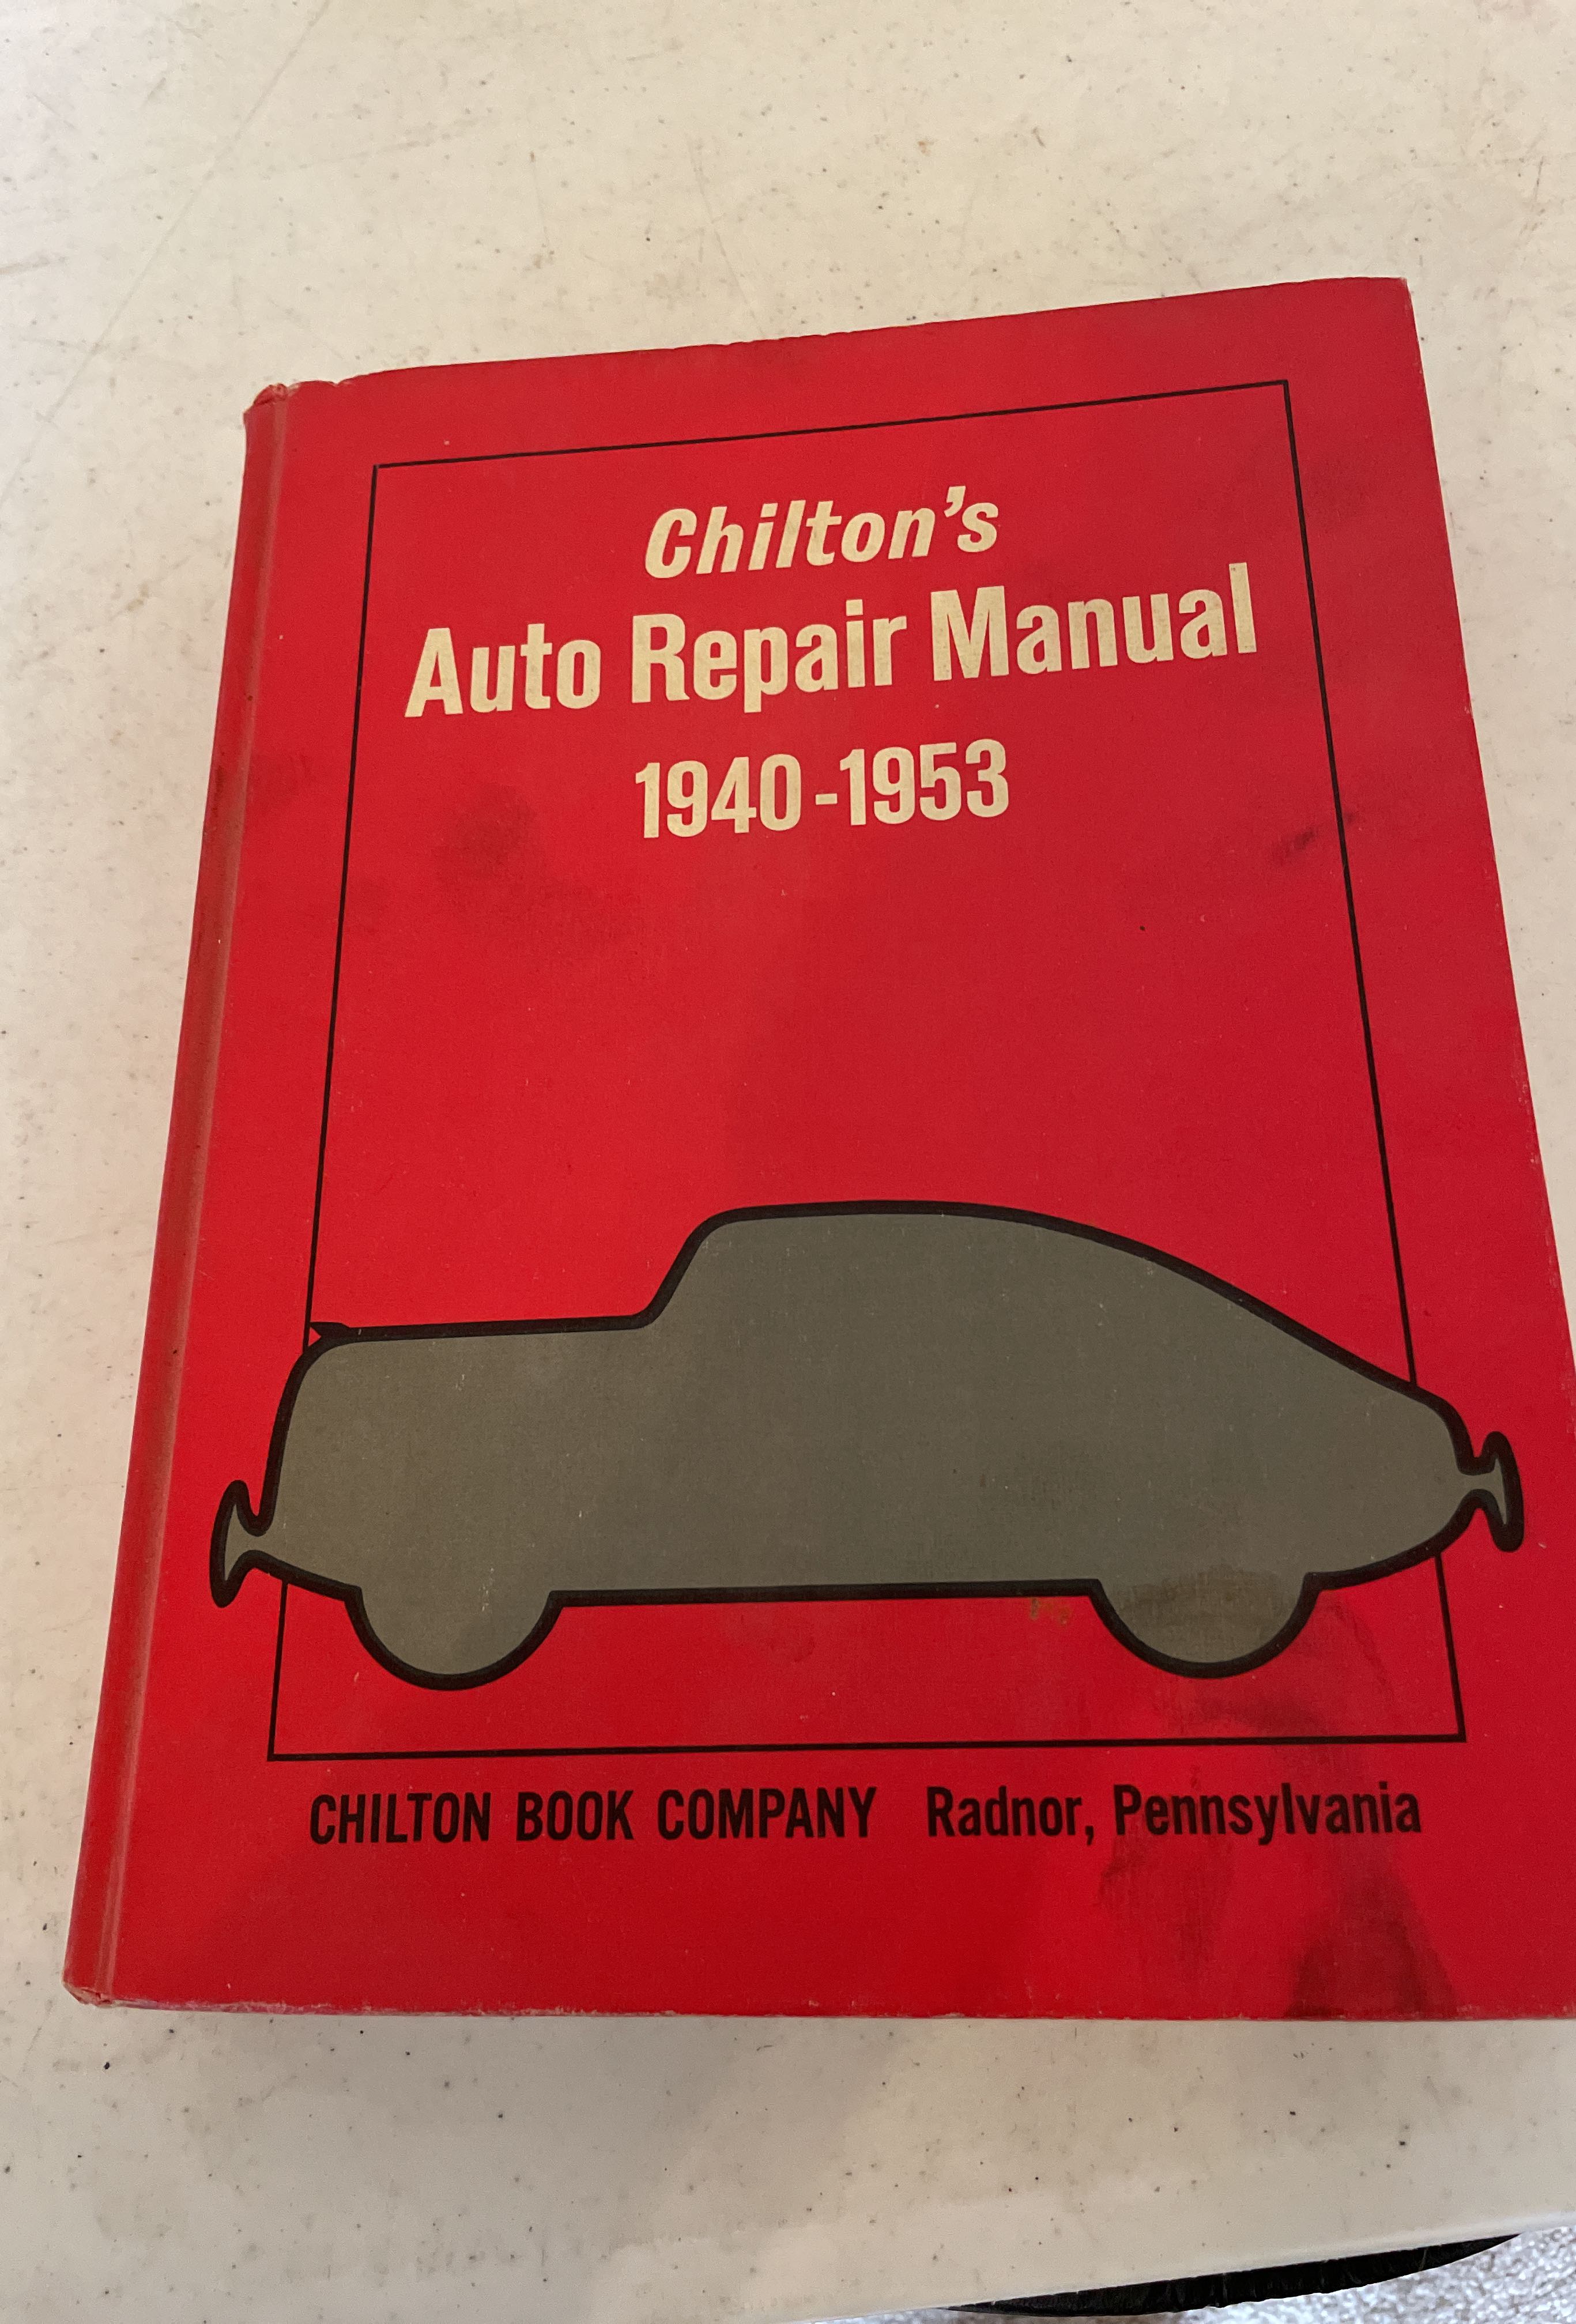 Chilton's
Auto Repair Manual
1940-1953
CHILTON BOOK COMPANY Radnor, Pennsylvania